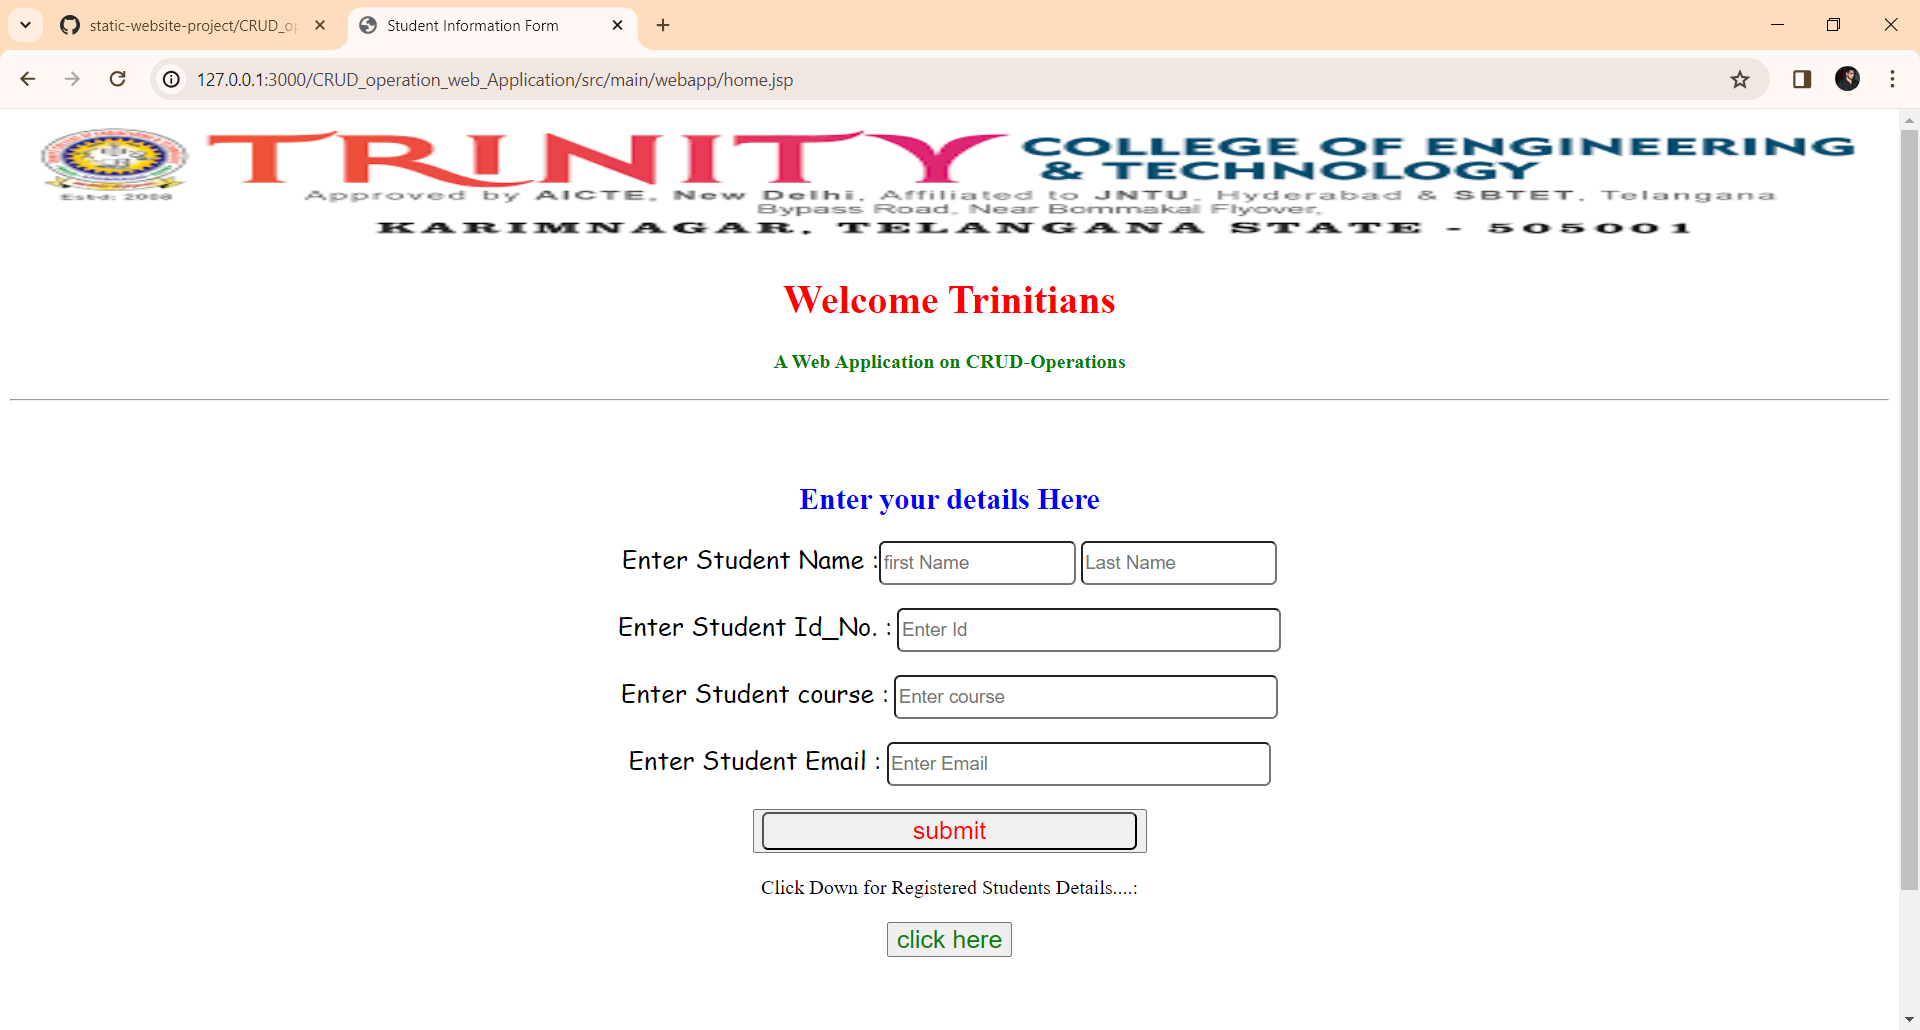 static-website-project/CRUD_op
Student Information Form
127.0.0.1:3000/CRUD_operation_web_Application/src/main/webapp/home.jsp
TRINITY COLLEGE OF ENGINEERING
& TECHNOLOGY
Estd: 2008
Approved by AICTE, New Delhi, Affiliated to JNTU, Hyderabad & SBTET, Telangana
Bypass Road, Near Bommakal Flyover,
KARIMNAGAR, TELANGANA STATE - 505001
Welcome Trinitians
A Web Application on CRUD-Operations
Enter your details Here
Enter Student Name : first Name Last Name
Enter Student Id_No. : Enter Id
Enter Student course : Enter course
Enter Student Email : Enter Email
submit
Click Down for Registered Students Details....:
click here